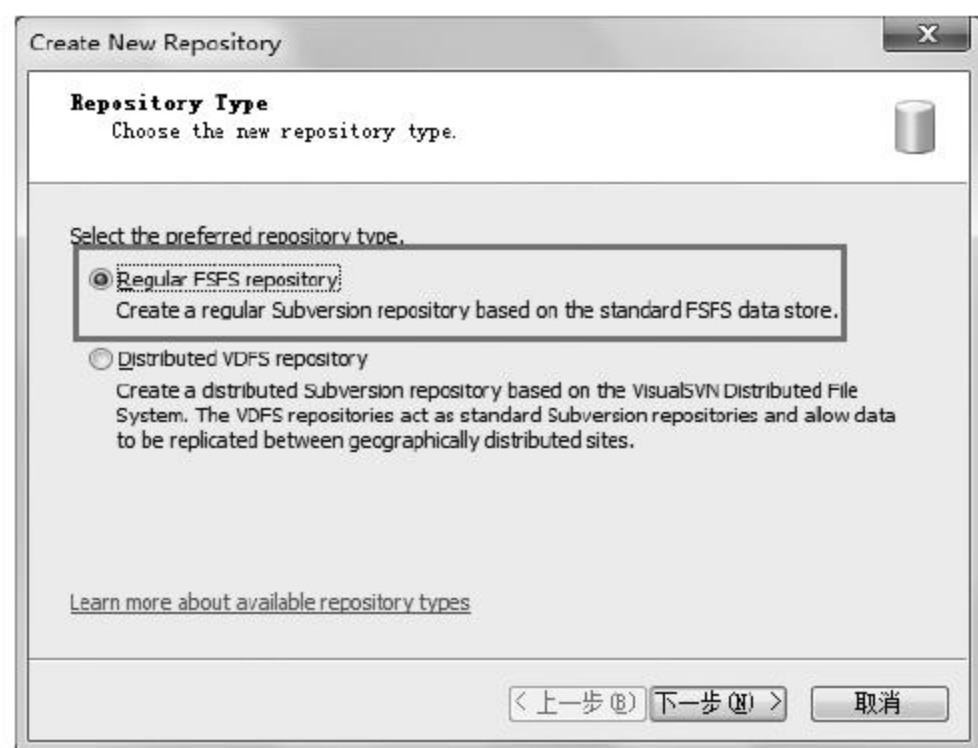 Create New Repository
Repository Type
Choose the new repository type.
Select the preferred repository type.
Regular FSFS repository
Create a regular Subversion repository based on the standard FSFS data store.
Distributed VDFS repository
Create a distributed Subversion repository based on the VisualSVN Distributed File
System. The VDFS repositories act as standard Subversion repositories and allow data
to be replicated between geographically distributed sites.
Learn more about available repository types
< 上一步(B) 下一步(N) > 取消